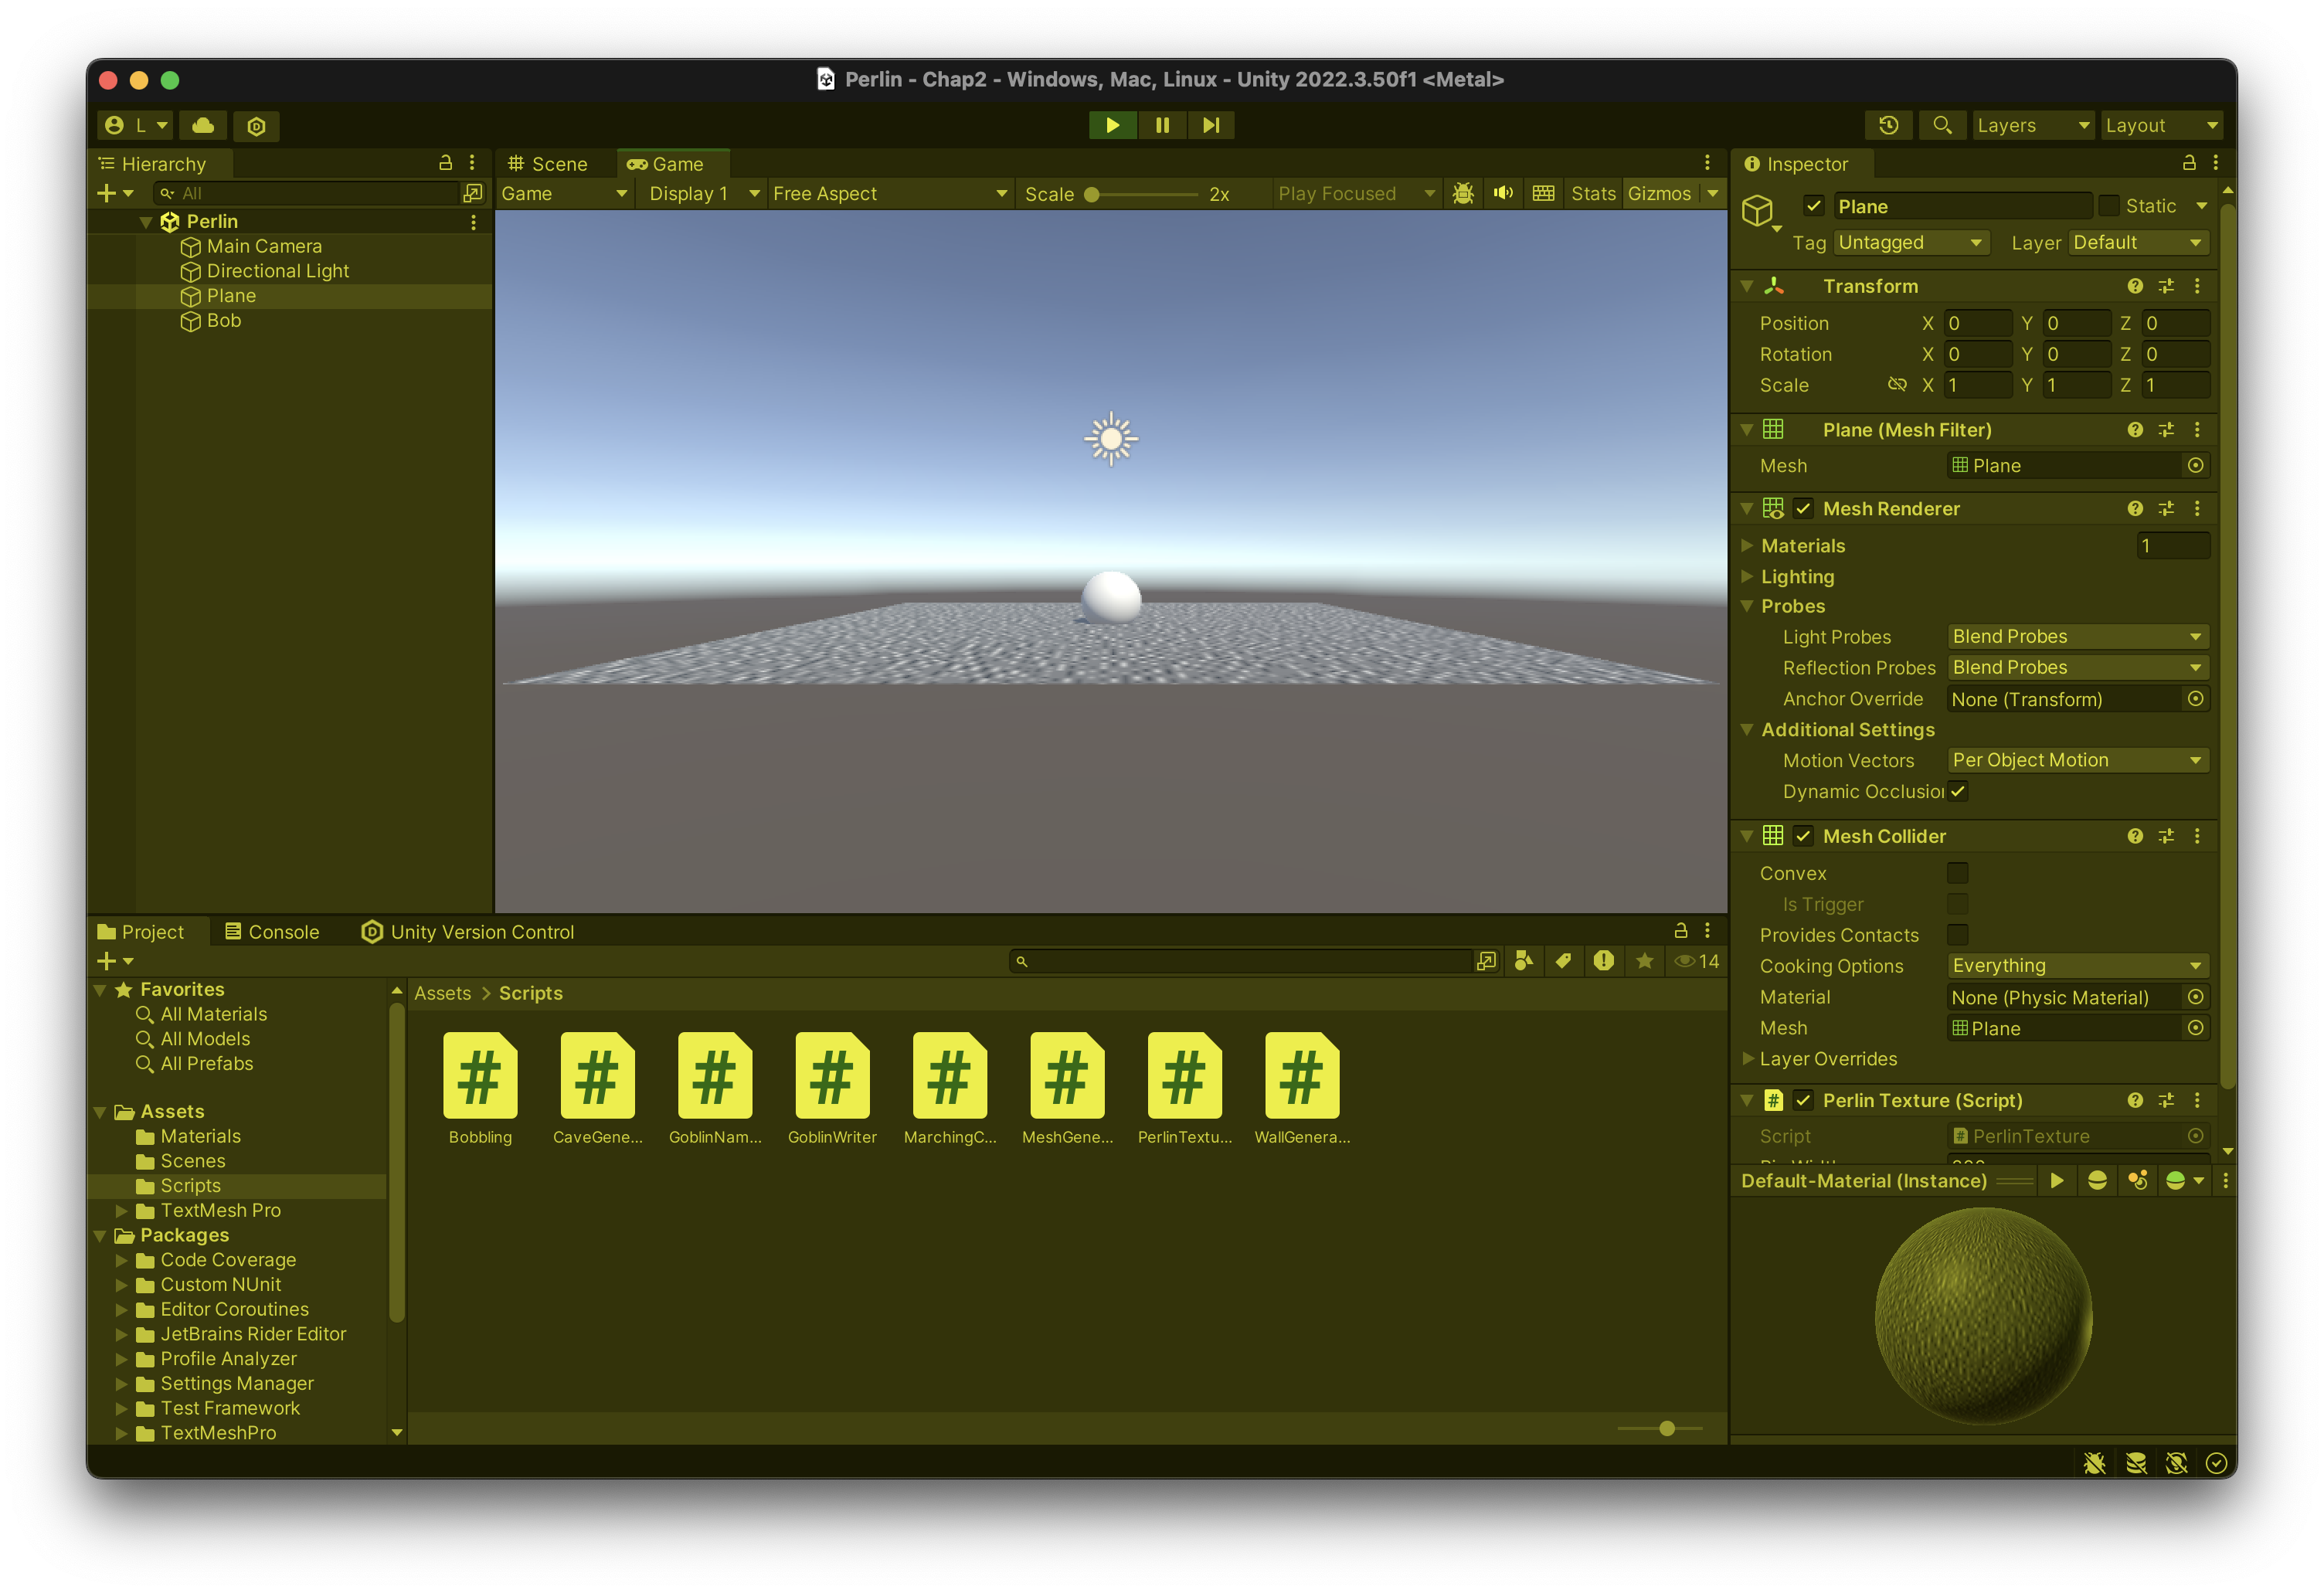 Perlin - Chap2 - Windows, Mac, Linux - Unity 2022.3.50f1 <Metal>
L
Layers
Layout
Hierarchy
All
Perlin
Main Camera
Directional Light
Plane
Bob
Scene
Game
Game
Display 1
Free Aspect
Scale
2x
Play Focused
Stats
Gizmos
Inspector
Plane
Static
Tag Untagged
Layer Default
Transform
Position X 0 Y 0 Z 0
Rotation X 0 Y 0 Z 0
Scale X 1 Y 1 Z 1
Plane (Mesh Filter)
Mesh Plane
Mesh Renderer
Materials 1
Lighting
Probes
Light Probes Blend Probes
Reflection Probes Blend Probes
Anchor Override None (Transform)
Additional Settings
Motion Vectors Per Object Motion
Dynamic Occlusion
Mesh Collider
Convex
Is Trigger
Provides Contacts
Cooking Options Everything
Material None (Physic Material)
Mesh Plane
Layer Overrides
Perlin Texture (Script)
Script PerlinTexture
Default-Material (Instance)
Project
Console
Unity Version Control
14
Favorites
All Materials
All Models
All Prefabs
Assets
Materials
Scenes
Scripts
TextMesh Pro
Packages
Code Coverage
Custom NUnit
Editor Coroutines
JetBrains Rider Editor
Profile Analyzer
Settings Manager
Test Framework
TextMeshPro
Assets > Scripts
Bobbling
CaveGene...
GoblinNam...
GoblinWriter
MarchingC...
MeshGene...
PerlinTextu...
WallGenera...